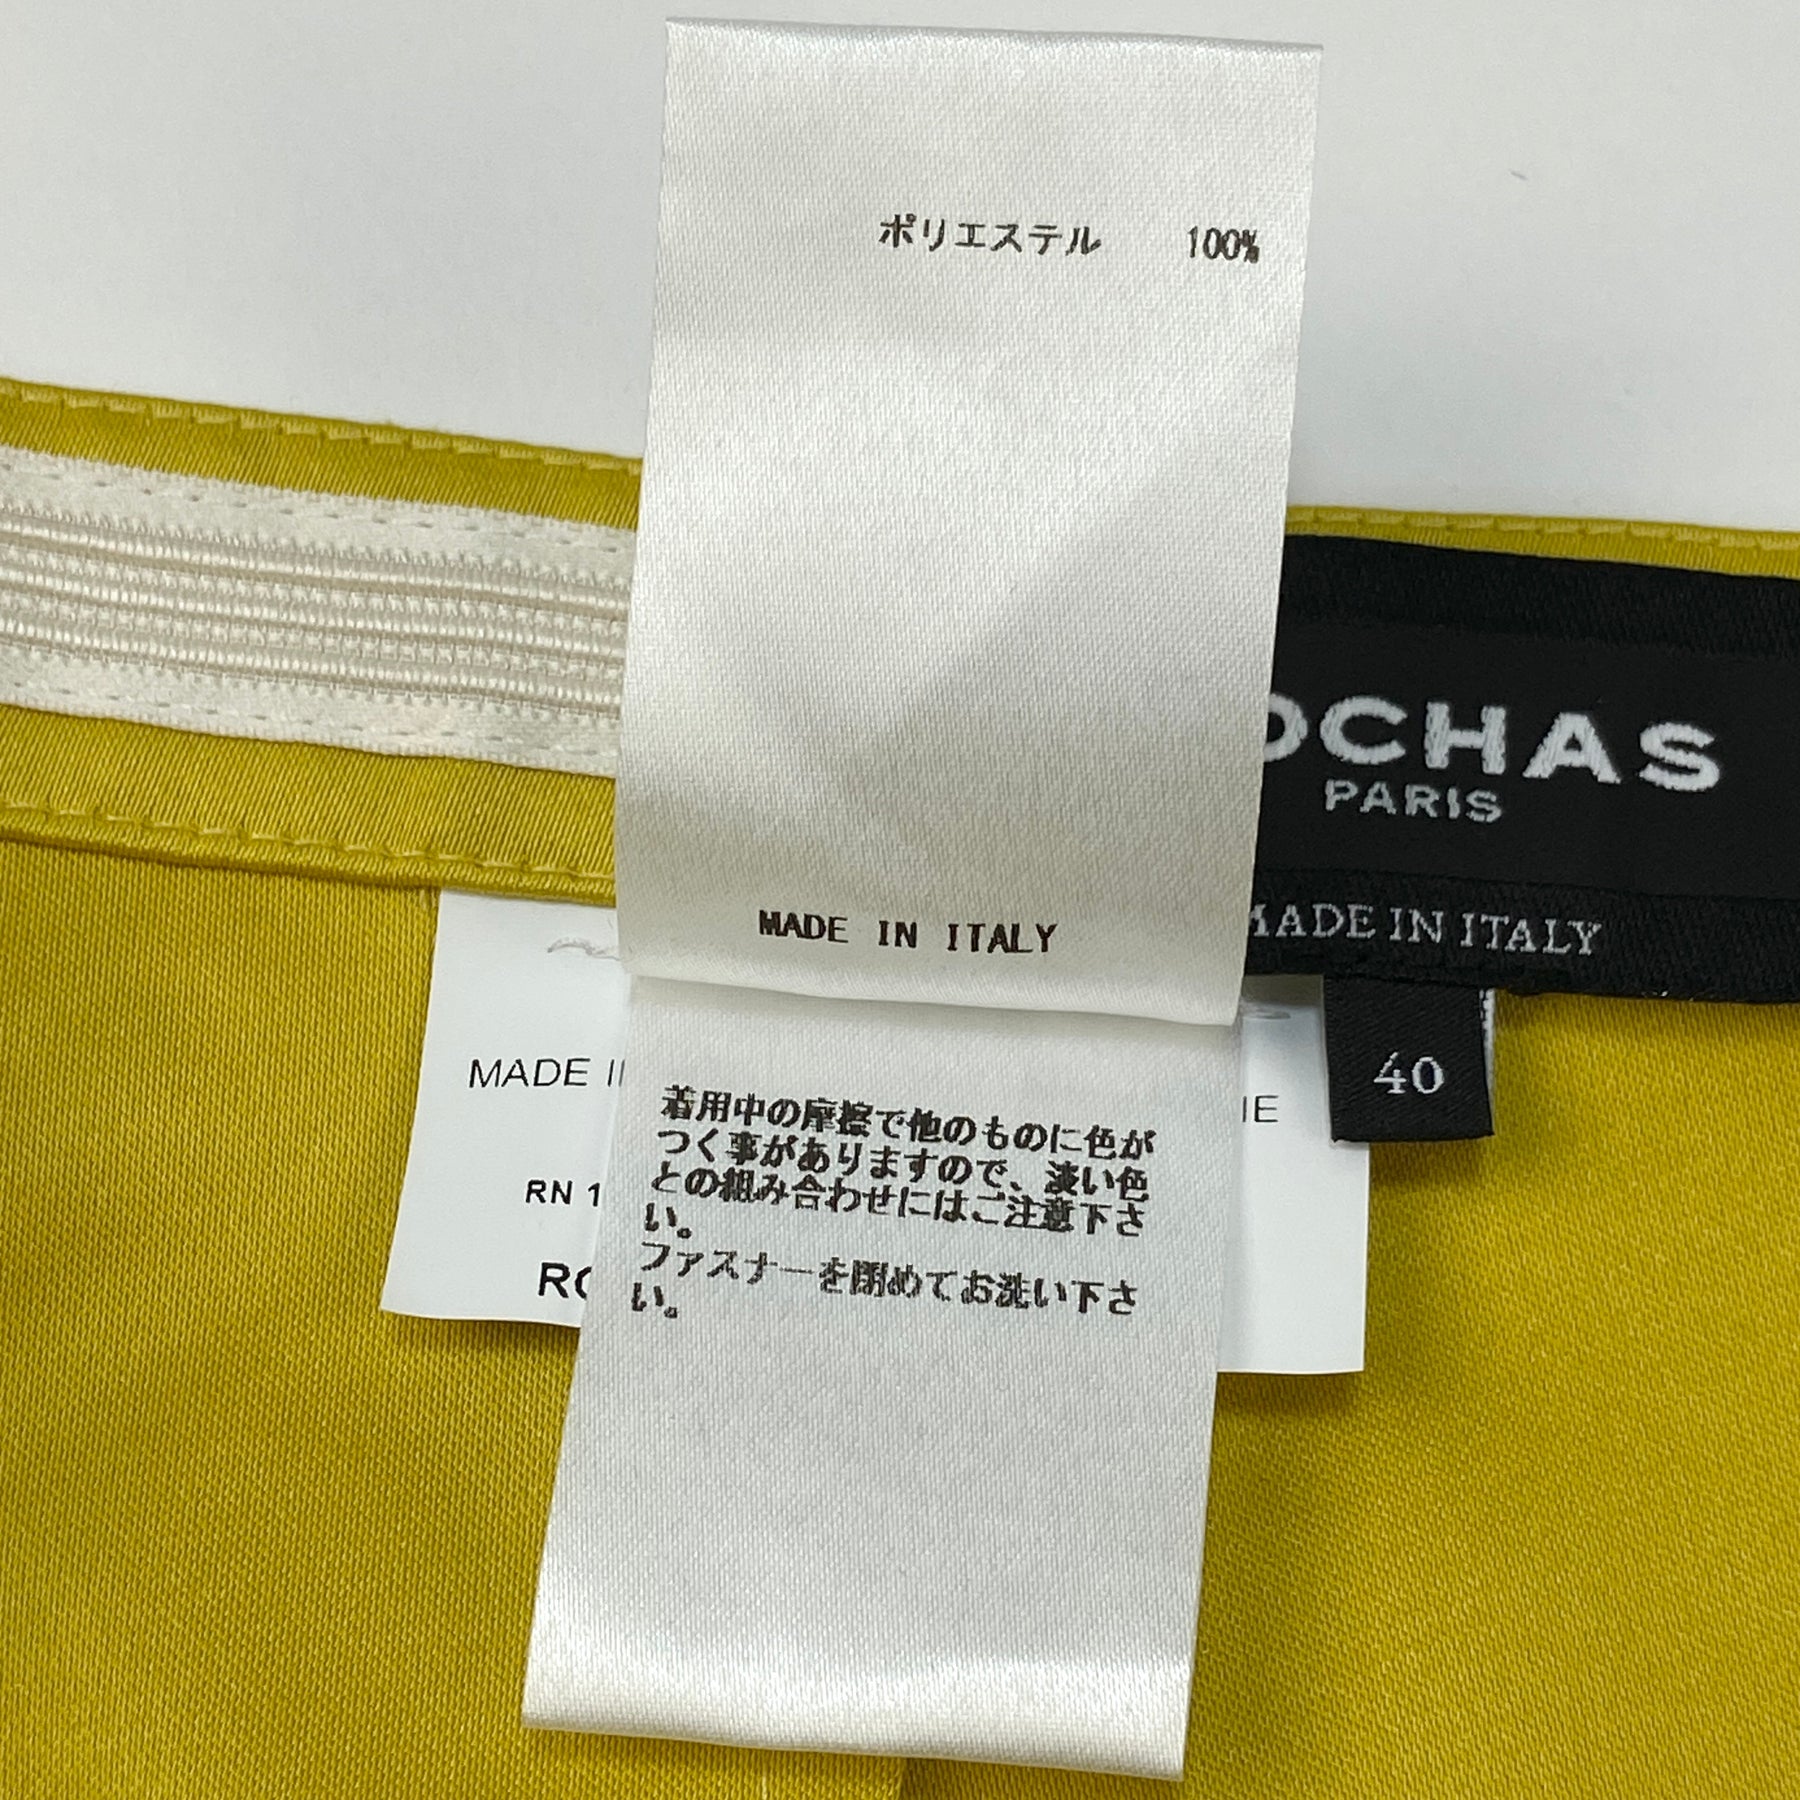 ポリエステル 100%
MADE IN ITALY
OCHAS
PARIS
MADE IN ITALY
40
MADE
RN
着用中の摩擦で他のものに色が
つく事がありますので、淡い色
との組み合わせにはご注意下さ
い。
ファスナーを閉めてお洗い下さ
い。